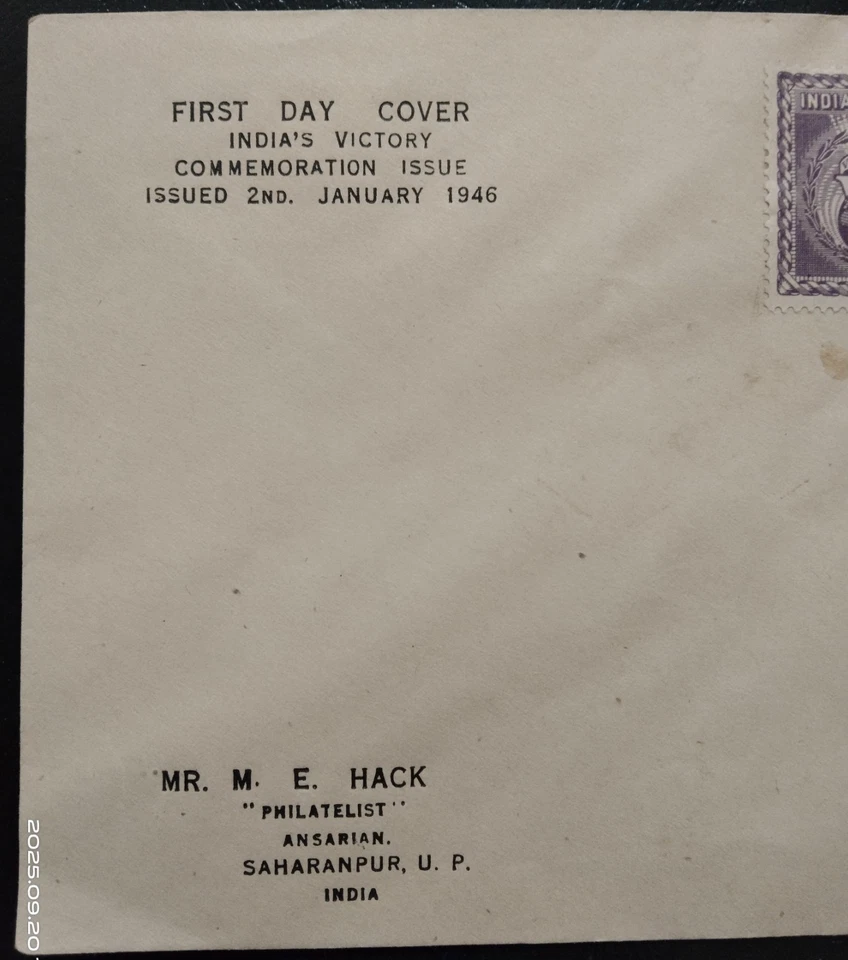 FIRST DAY COVER
INDIA'S VICTORY
COMMEMORATION ISSUE
ISSUED 2ND. JANUARY 1946
INDIA
MR. M. E. HACK
"PHILATELIST"
ANSARIAN.
SAHARANPUR, U. P.
INDIA
2025.09.20